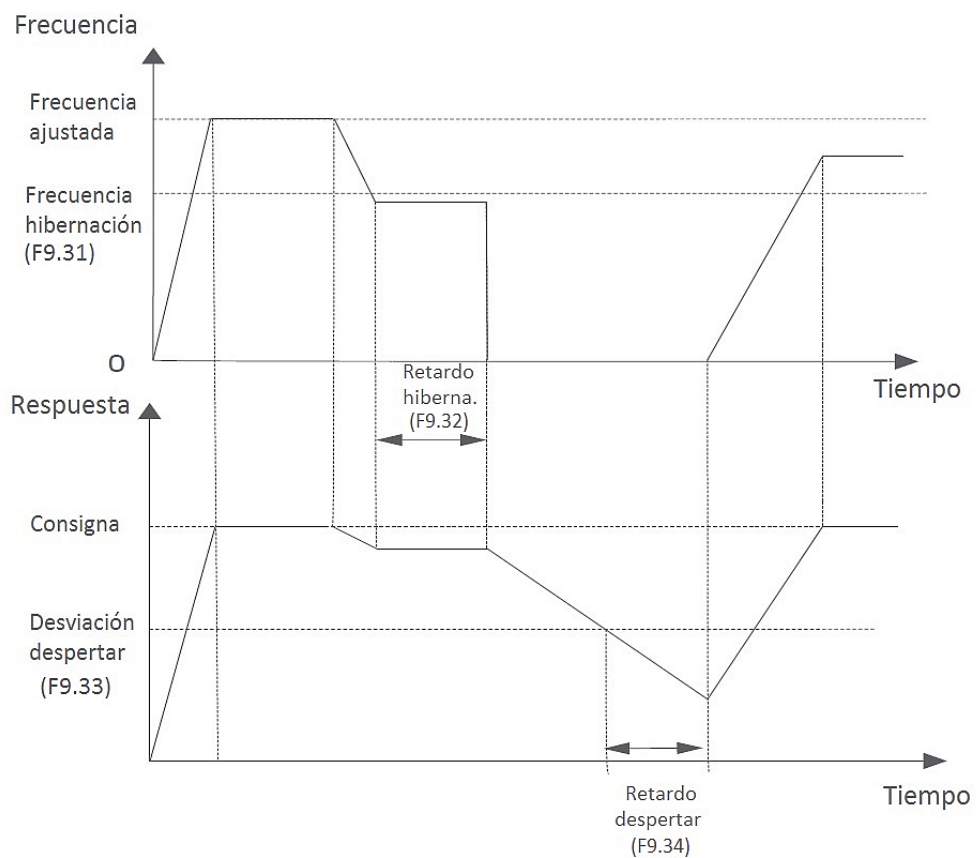 Frecuencia
Frecuencia
ajustada
Frecuencia
hibernación
(F9.31)
O
Retardo
hiberna.
(F9.32)
Tiempo
Respuesta
Consigna
Desviación
despertar
(F9.33)
Tiempo
Retardo
despertar
(F9.34)